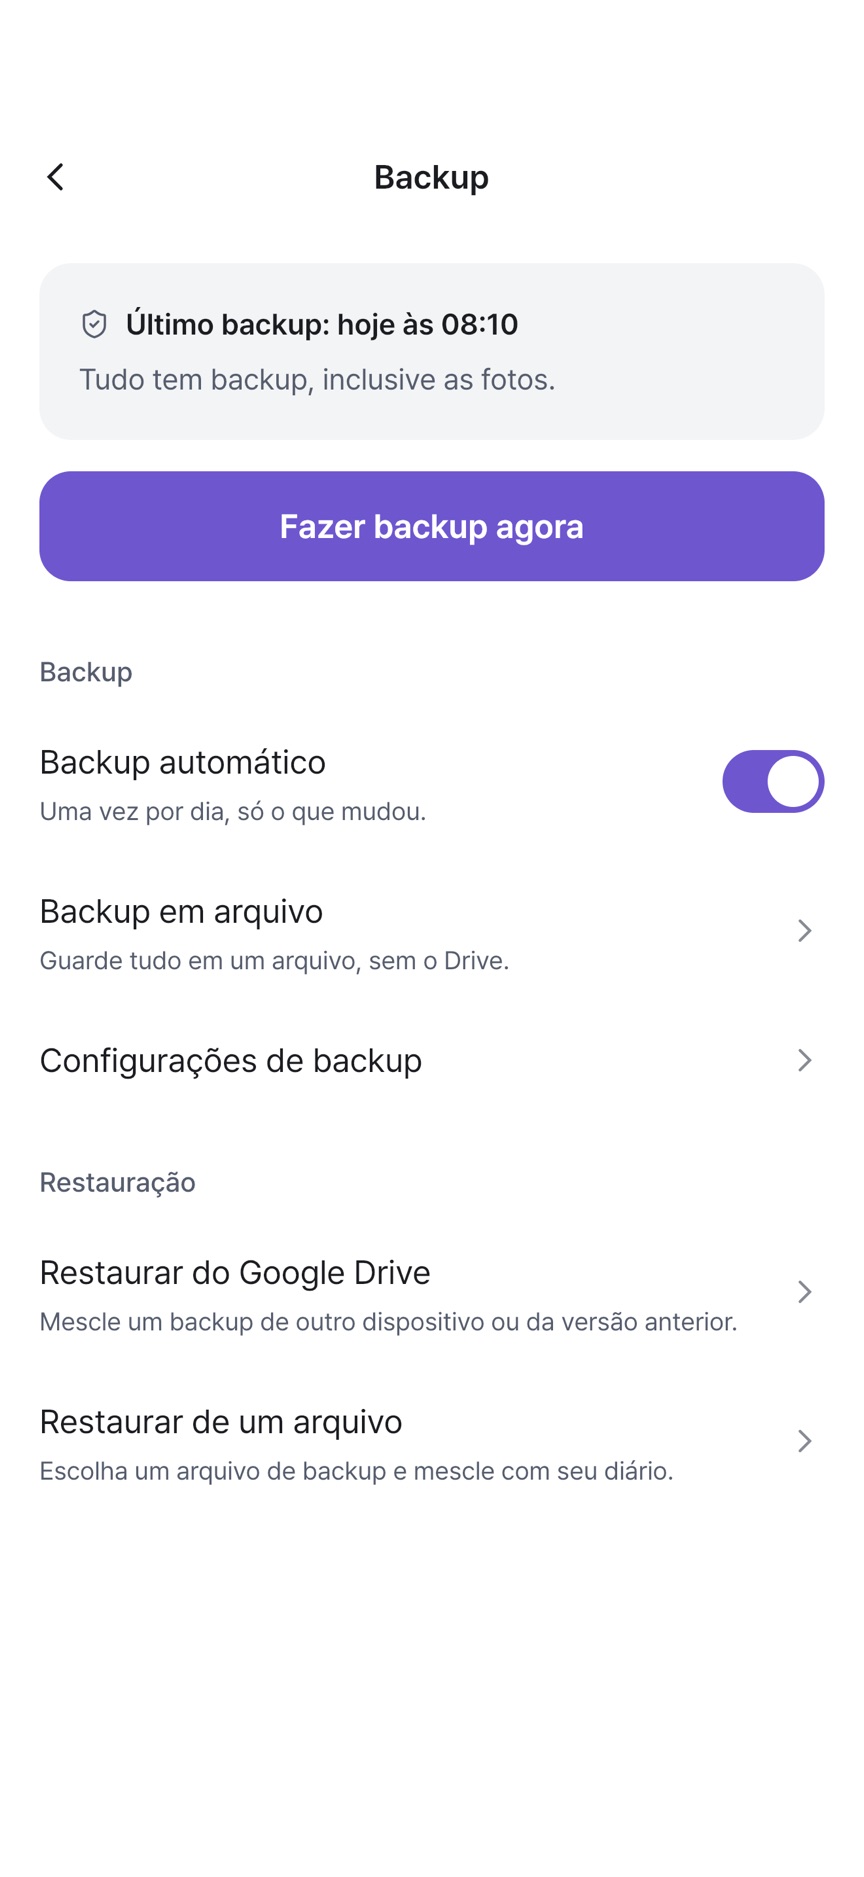 Backup
Último backup: hoje às 08:10
Tudo tem backup, inclusive as fotos.
Fazer backup agora
Backup
Backup automático
Uma vez por dia, só o que mudou.
Backup em arquivo
Guarde tudo em um arquivo, sem o Drive.
Configurações de backup
Restauração
Restaurar do Google Drive
Mescle um backup de outro dispositivo ou da versão anterior.
Restaurar de um arquivo
Escolha um arquivo de backup e mescle com seu diário.